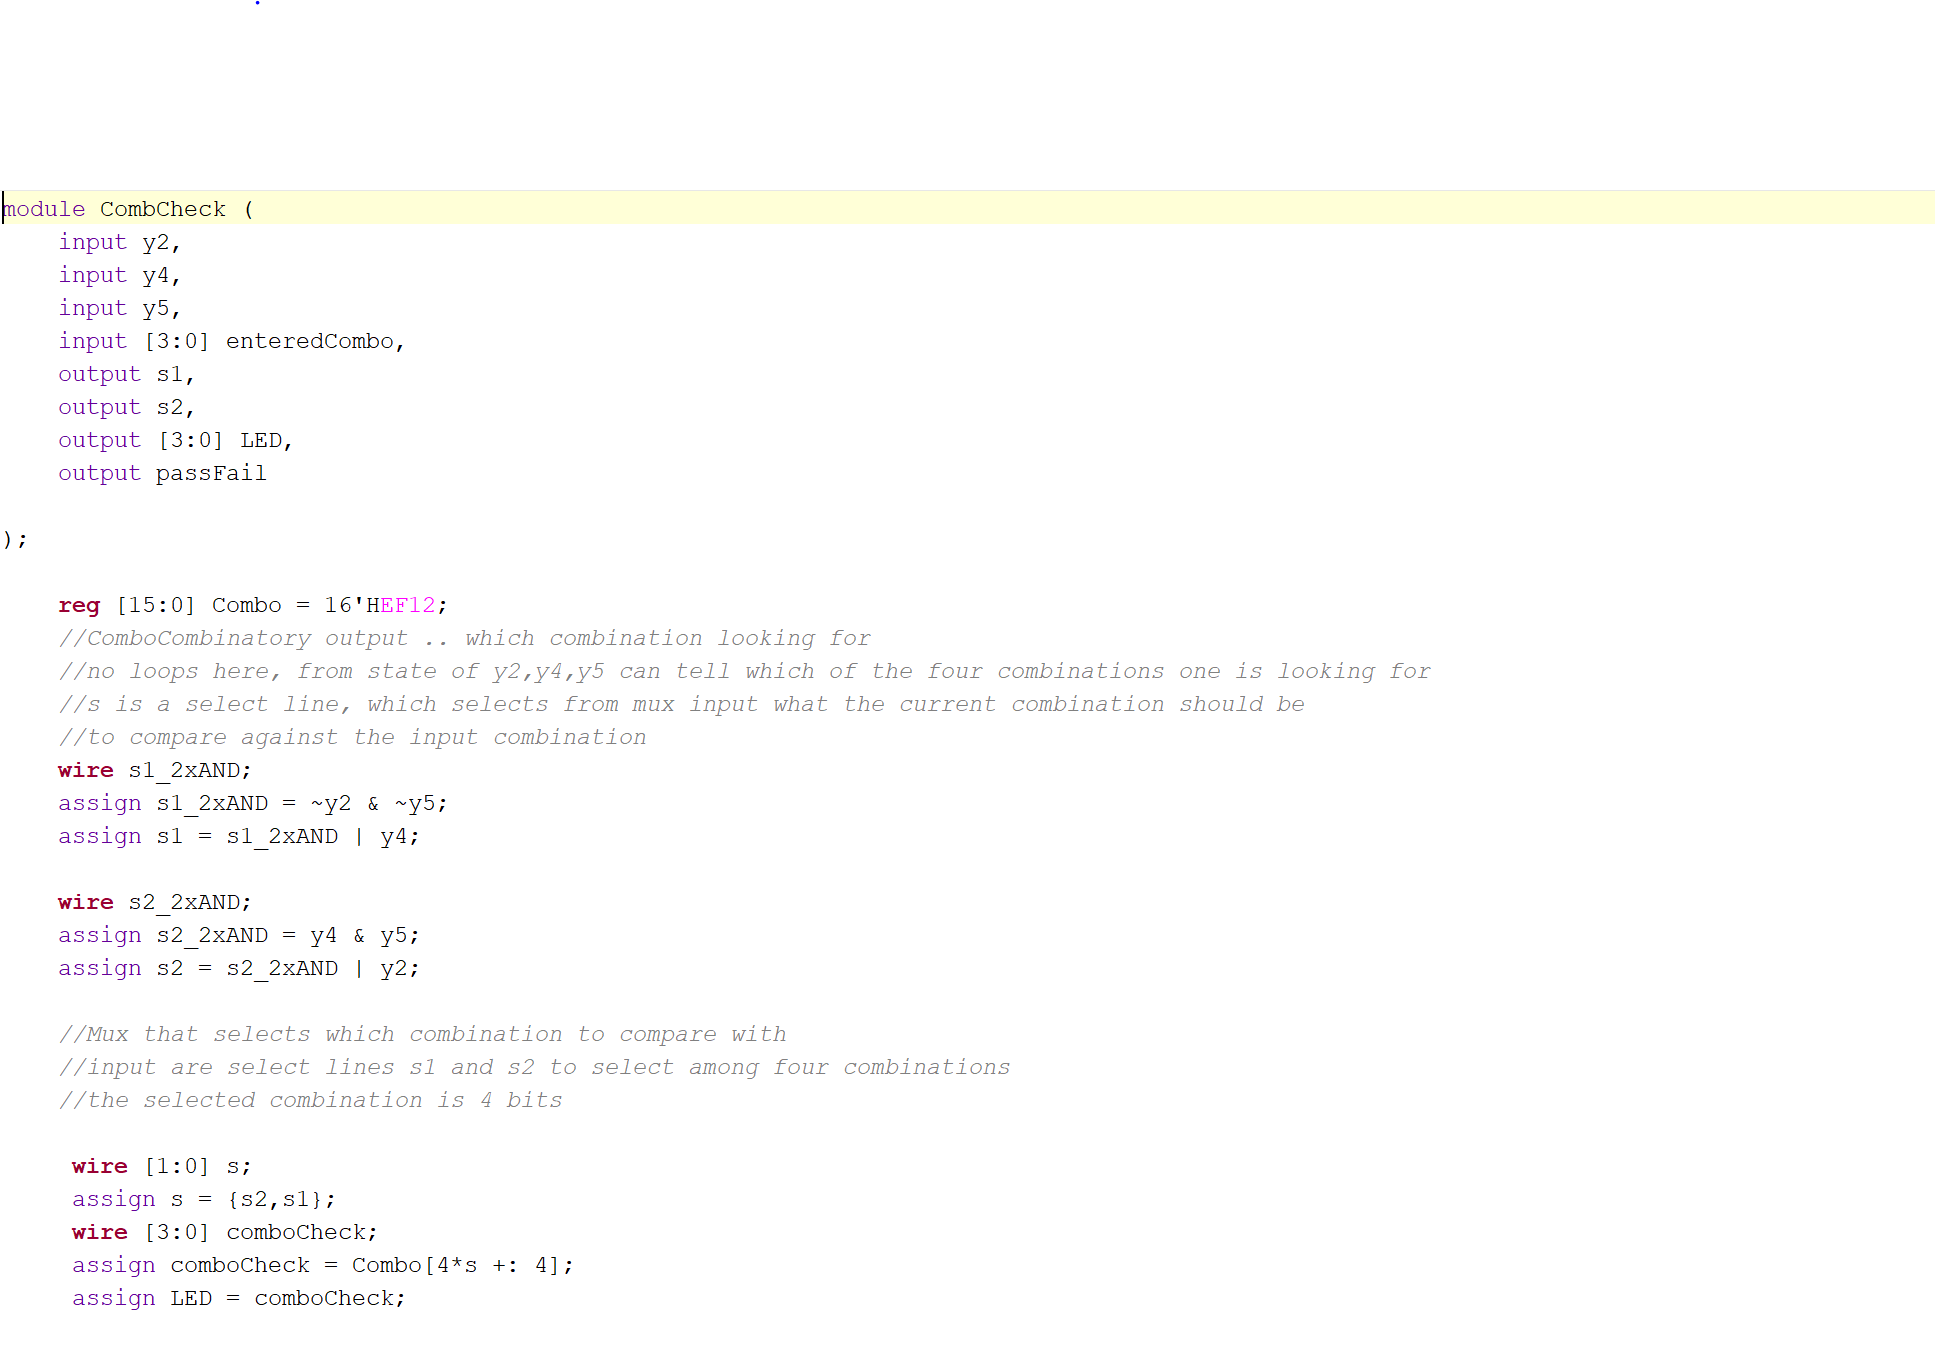 module CombCheck (
    input y2,
    input y4,
    input y5,
    input [3:0] enteredCombo,
    output s1,
    output s2,
    output [3:0] LED,
    output passFail
);
    reg [15:0] Combo = 16'HEF12;
    //ComboCombinatory output .. which combination looking for
    //no loops here, from state of y2,y4,y5 can tell which of the four combinations one is looking for
    //s is a select line, which selects from mux input what the current combination should be
    //to compare against the input combination
    wire s1_2xAND;
    assign s1_2xAND = ~y2 & ~y5;
    assign s1 = s1_2xAND | y4;
    wire s2_2xAND;
    assign s2_2xAND = y4 & y5;
    assign s2 = s2_2xAND | y2;
    //Mux that selects which combination to compare with
    //input are select lines s1 and s2 to select among four combinations
    //the selected combination is 4 bits
     wire [1:0] s;
     assign s = {s2,s1};
     wire [3:0] comboCheck;
     assign comboCheck = Combo[4*s +: 4];
     assign LED = comboCheck;